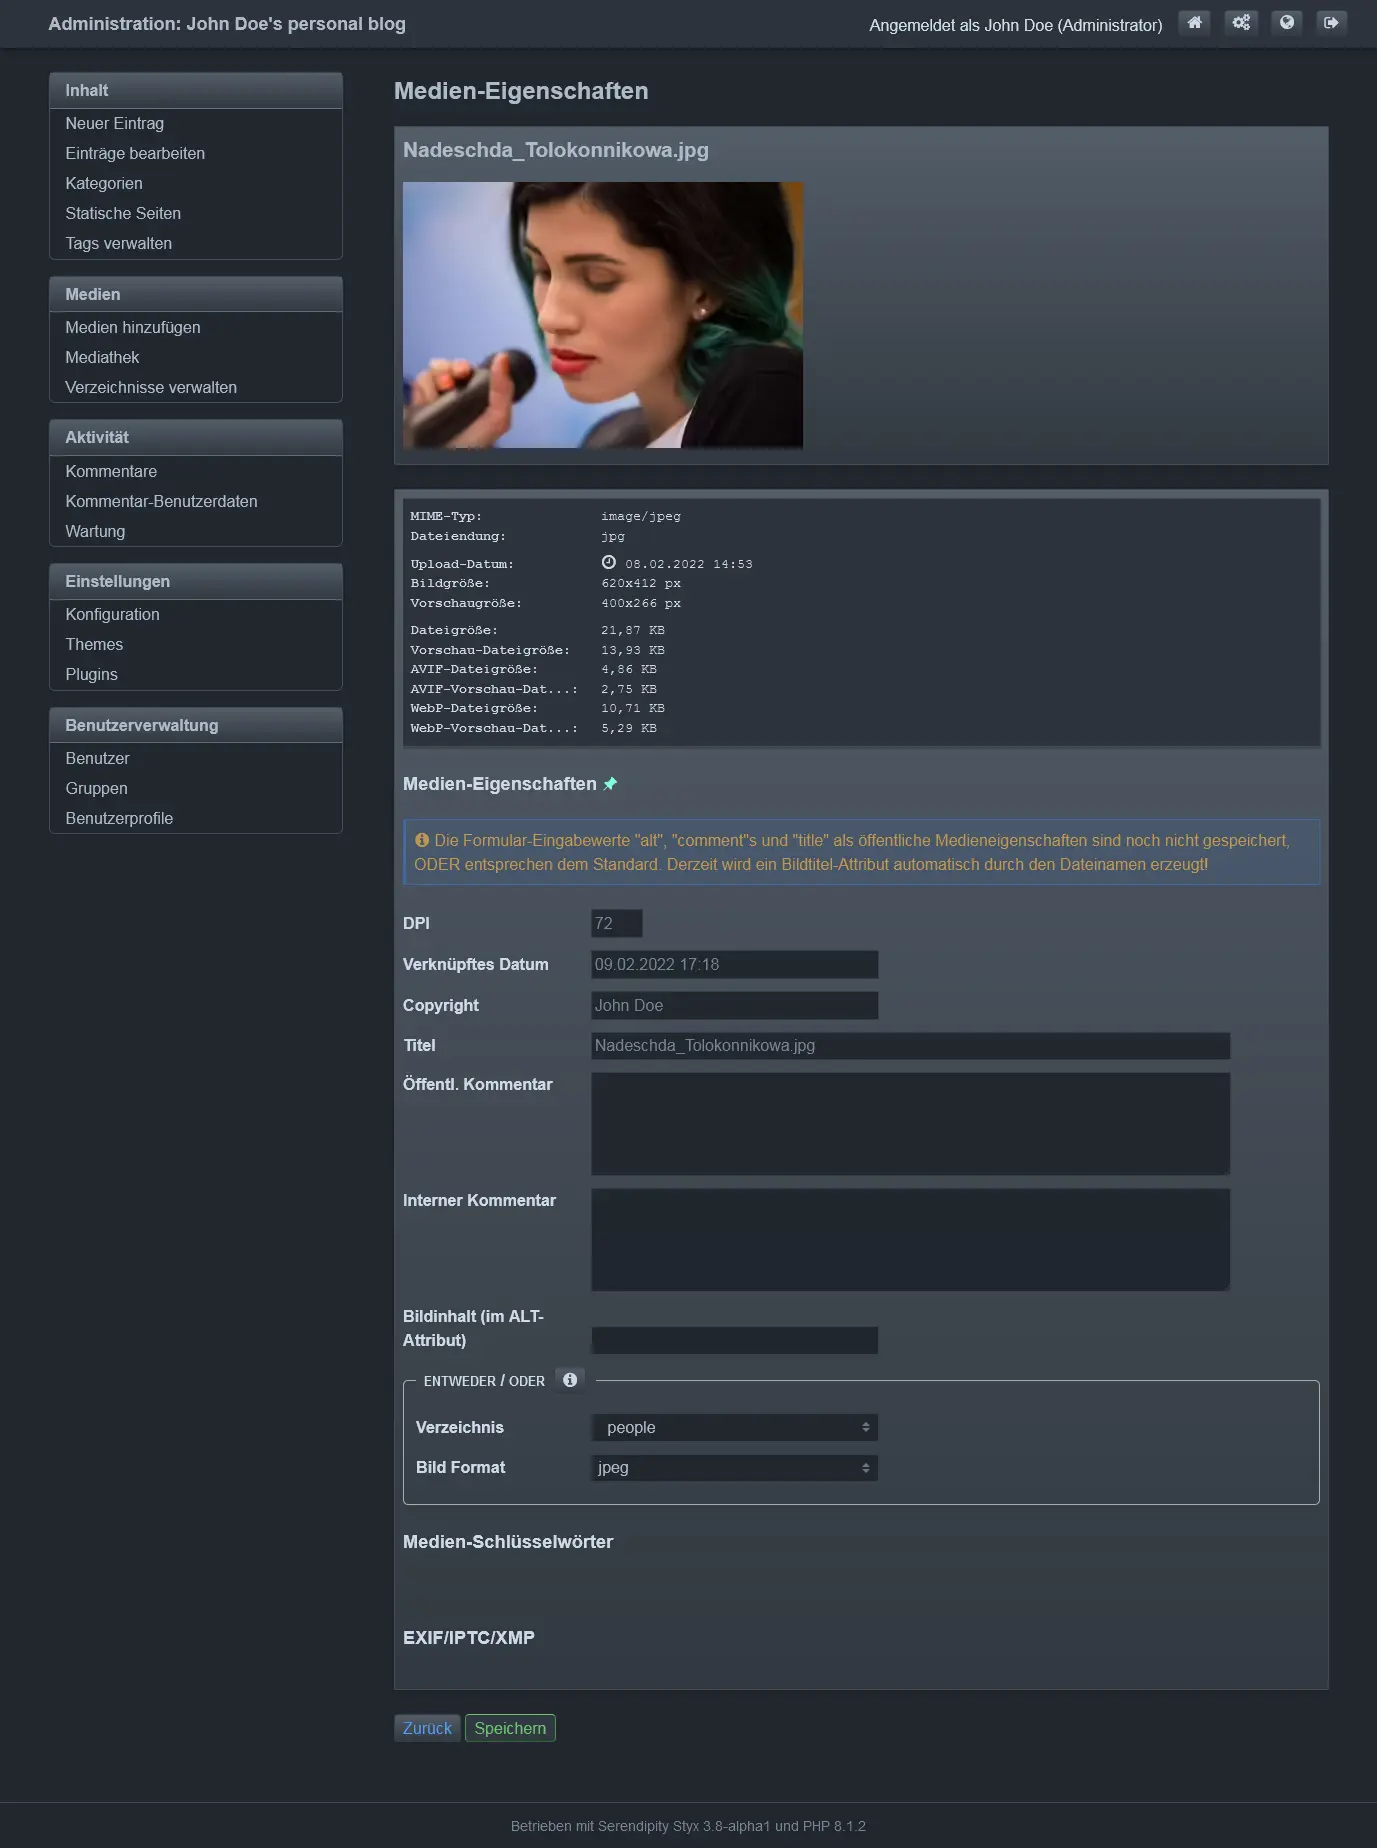 Administration: John Doe's personal blog
Angemeldet als John Doe (Administrator)
Inhalt
Neuer Eintrag
Einträge bearbeiten
Kategorien
Statische Seiten
Tags verwalten
Medien
Medien hinzufügen
Mediathek
Verzeichnisse verwalten
Aktivität
Kommentare
Kommentar-Benutzerdaten
Wartung
Einstellungen
Konfiguration
Themes
Plugins
Benutzerverwaltung
Benutzer
Gruppen
Benutzerprofile
Medien-Eigenschaften
Nadeschda_Tolokonnikowa.jpg
MIME-Typ: image/jpeg
Dateiendung: jpg
Upload-Datum: 08.02.2022 14:53
Bildgröße: 620x412 px
Vorschaugröße: 400x266 px
Dateigröße: 21,87 KB
Vorschau-Dateigröße: 13,93 KB
AVIF-Dateigröße: 4,86 KB
AVIF-Vorschau-Dat...: 2,75 KB
WebP-Dateigröße: 10,71 KB
WebP-Vorschau-Dat...: 5,29 KB
Medien-Eigenschaften
Die Formular-Eingabewerte "alt", "comment"s und "title" als öffentliche Medieneigenschaften sind noch nicht gespeichert,
ODER entsprechen dem Standard. Derzeit wird ein Bildtitel-Attribut automatisch durch den Dateinamen erzeugt!
DPI 72
Verknüpftes Datum 09.02.2022 17:18
Copyright John Doe
Titel Nadeschda_Tolokonnikowa.jpg
Öffentl. Kommentar
Interner Kommentar
Bildinhalt (im ALT-
Attribut)
ENTWEDER / ODER
Verzeichnis people
Bild Format jpeg
Medien-Schlüsselwörter
EXIF/IPTC/XMP
Zurück Speichern
Betrieben mit Serendipity Styx 3.8-alpha1 und PHP 8.1.2